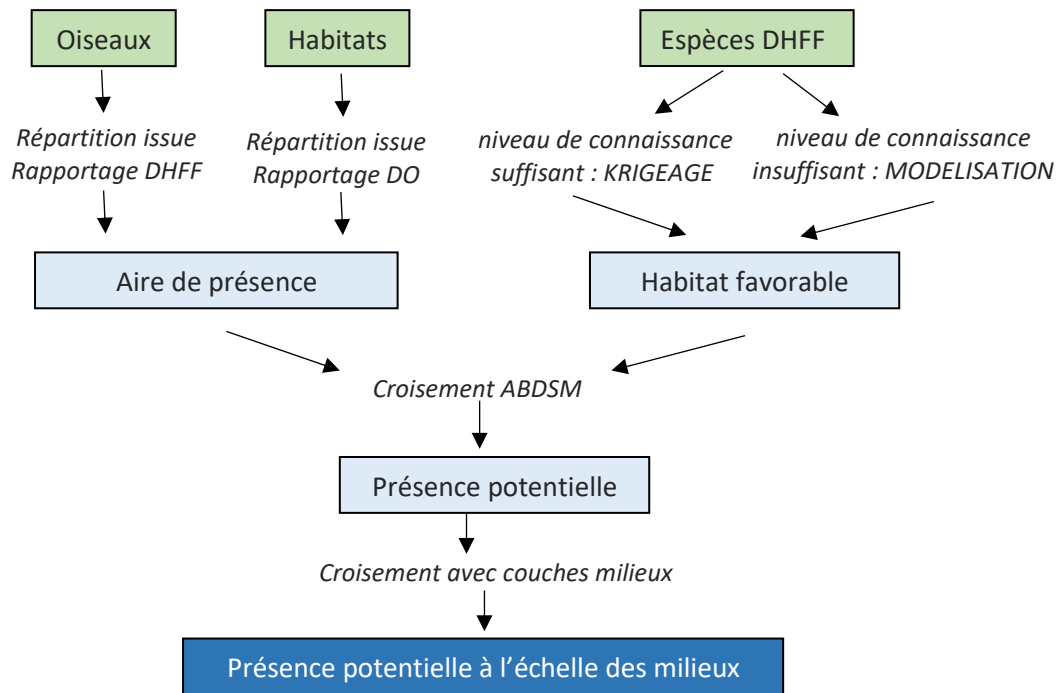 Oiseaux
Habitats
Espèces DHFF
Répartition issue
Rapportage DHFF
Répartition issue
Rapportage DO
niveau de connaissance
suffisant : KRIGEAGE
niveau de connaissance
insuffisant : MODELISATION
Aire de présence
Habitat favorable
Croisement ABDSM
Présence potentielle
Croisement avec couches milieux
Présence potentielle à l’échelle des milieux